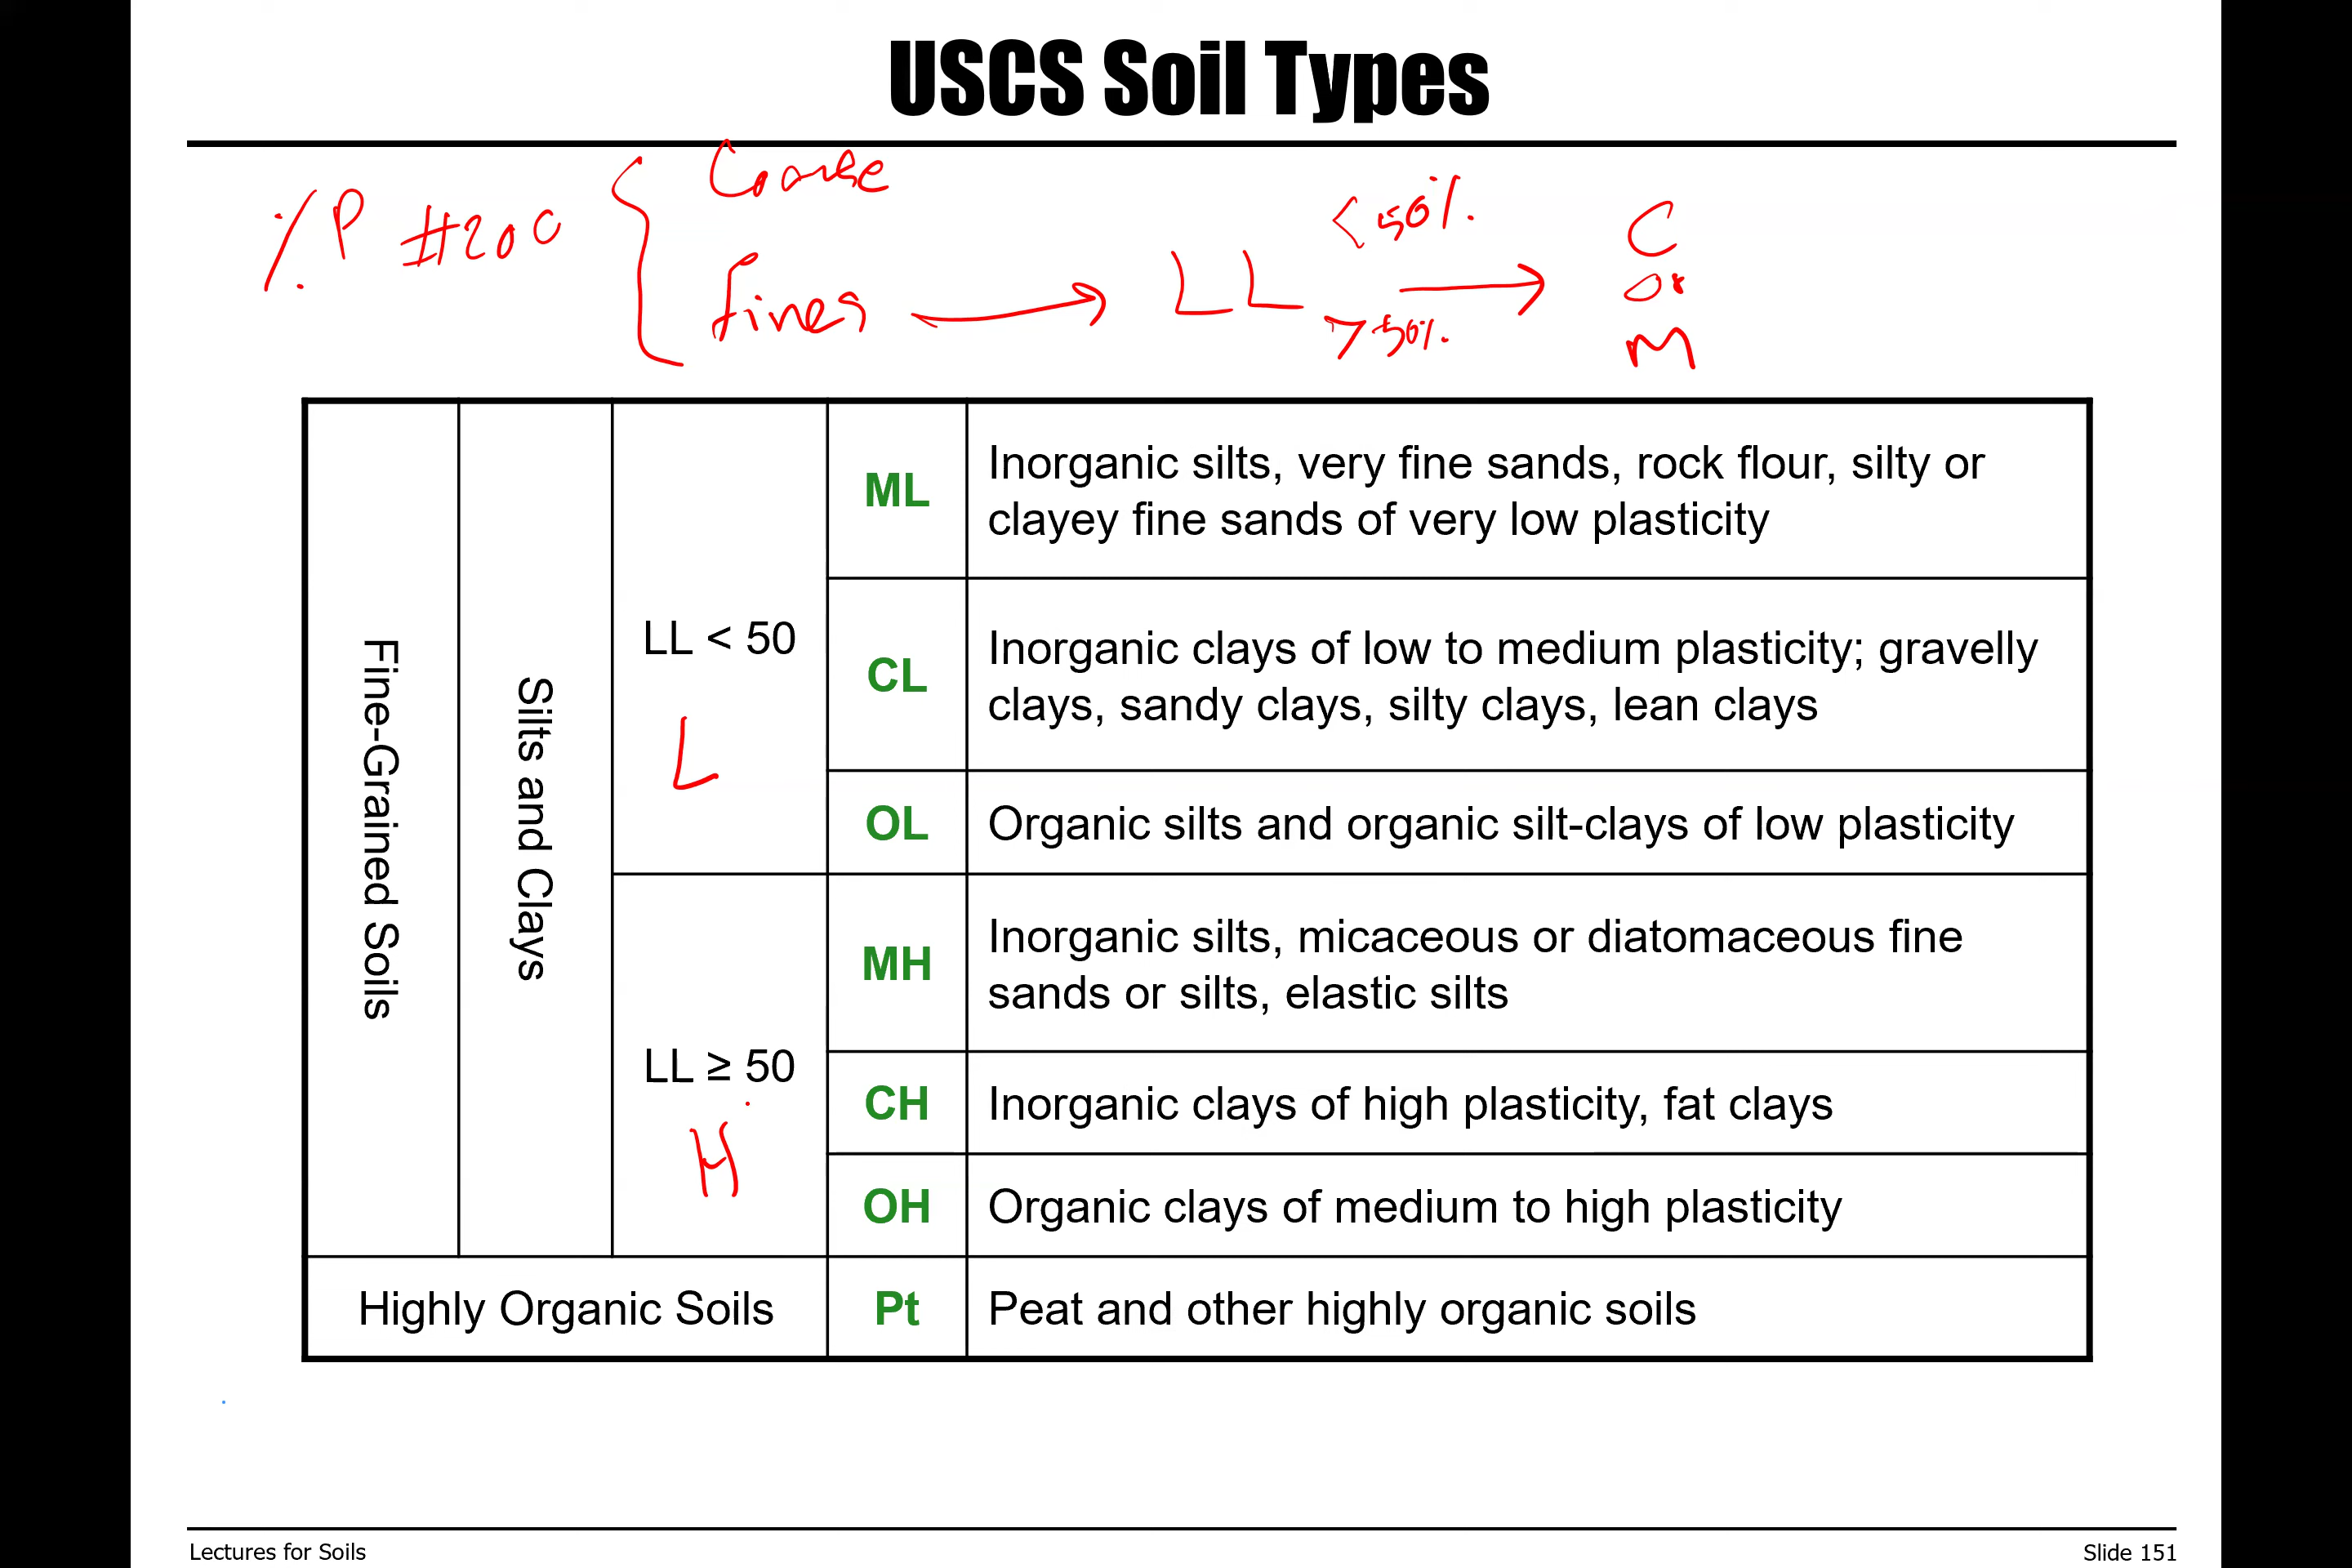 USCS Soil Types
%P #200
Coarse
fines
LL
<50%.
>50%.
C
or
M
Fine-Grained Soils
Silts and Clays
LL < 50
L
ML
Inorganic silts, very fine sands, rock flour, silty or
clayey fine sands of very low plasticity
CL
Inorganic clays of low to medium plasticity; gravelly
clays, sandy clays, silty clays, lean clays
OL
Organic silts and organic silt-clays of low plasticity
LL ≥ 50
H
MH
Inorganic silts, micaceous or diatomaceous fine
sands or silts, elastic silts
CH
Inorganic clays of high plasticity, fat clays
OH
Organic clays of medium to high plasticity
Highly Organic Soils
Pt
Peat and other highly organic soils
Lectures for Soils
Slide 151